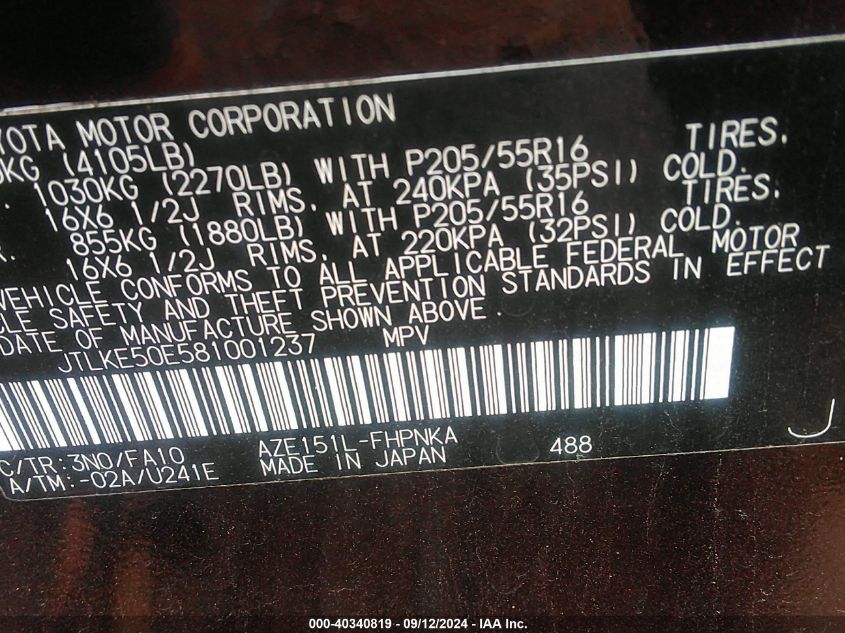 YOTA MOTOR CORPORATION
KG (4105LB)
1030KG (2270LB) WITH P205/55R16 TIRES,
16X6 1/2J RIMS, AT 240KPA (35PSI) COLD.
855KG (1880LB) WITH P205/55R16 TIRES,
16X6 1/2J RIMS, AT 220KPA (32PSI) COLD.
VEHICLE CONFORMS TO ALL APPLICABLE FEDERAL MOTOR
CLE SAFETY AND THEFT PREVENTION STANDARDS IN EFFECT
DATE OF MANUFACTURE SHOWN ABOVE.
JTLKE50E581001237 MPV
C/TR:3N0/FA10 AZE151L-FHPNKA 488
A/TM:-02A/U241E MADE IN JAPAN
000-40340819 - 09/12/2024 - IAA Inc.